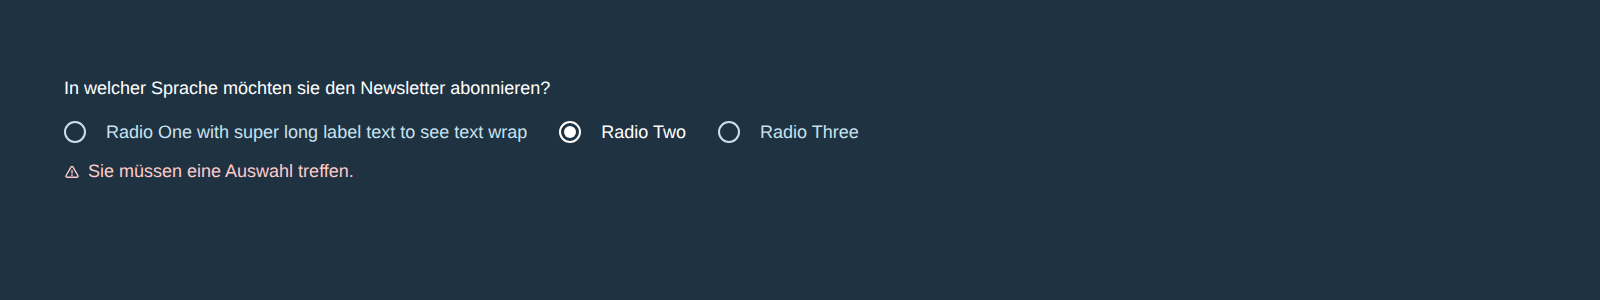 In welcher Sprache möchten sie den Newsletter abonnieren?
Radio One with super long label text to see text wrap Radio Two Radio Three
Sie müssen eine Auswahl treffen.